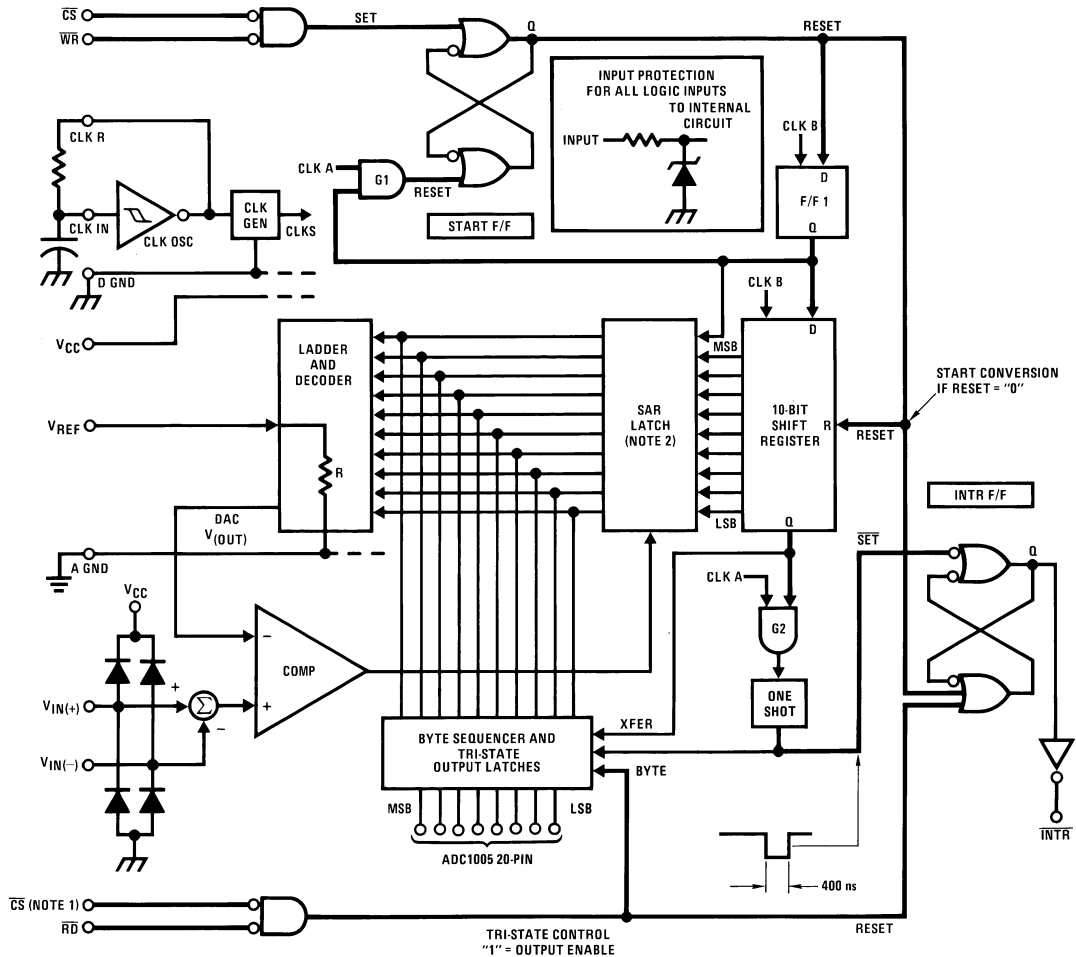 CS
WR
SET
Q
RESET
INPUT PROTECTION
FOR ALL LOGIC INPUTS
TO INTERNAL
CIRCUIT
INPUT
CLK R
CLK A
G1
RESET
CLK B
D
F/F 1
Q
CLK IN
CLK OSC
CLK
GEN
CLKS
START F/F
D GND
CLK B
VCC
LADDER
AND
DECODER
MSB
D
START CONVERSION
IF RESET = "0"
VREF
R
SAR
LATCH
(NOTE 2)
10-BIT
SHIFT
REGISTER
R
RESET
INTR F/F
DAC
V(OUT)
LSB
Q
SET
Q
A GND
CLK A
VCC
G2
–
COMP
+
ONE
SHOT
VIN(+)
+
Σ
–
VIN(–)
BYTE SEQUENCER AND
TRI-STATE
OUTPUT LATCHES
XFER
BYTE
MSB
LSB
INTR
ADC1005 20-PIN
400 ns
CS (NOTE 1)
RD
TRI-STATE CONTROL
"1" = OUTPUT ENABLE
RESET